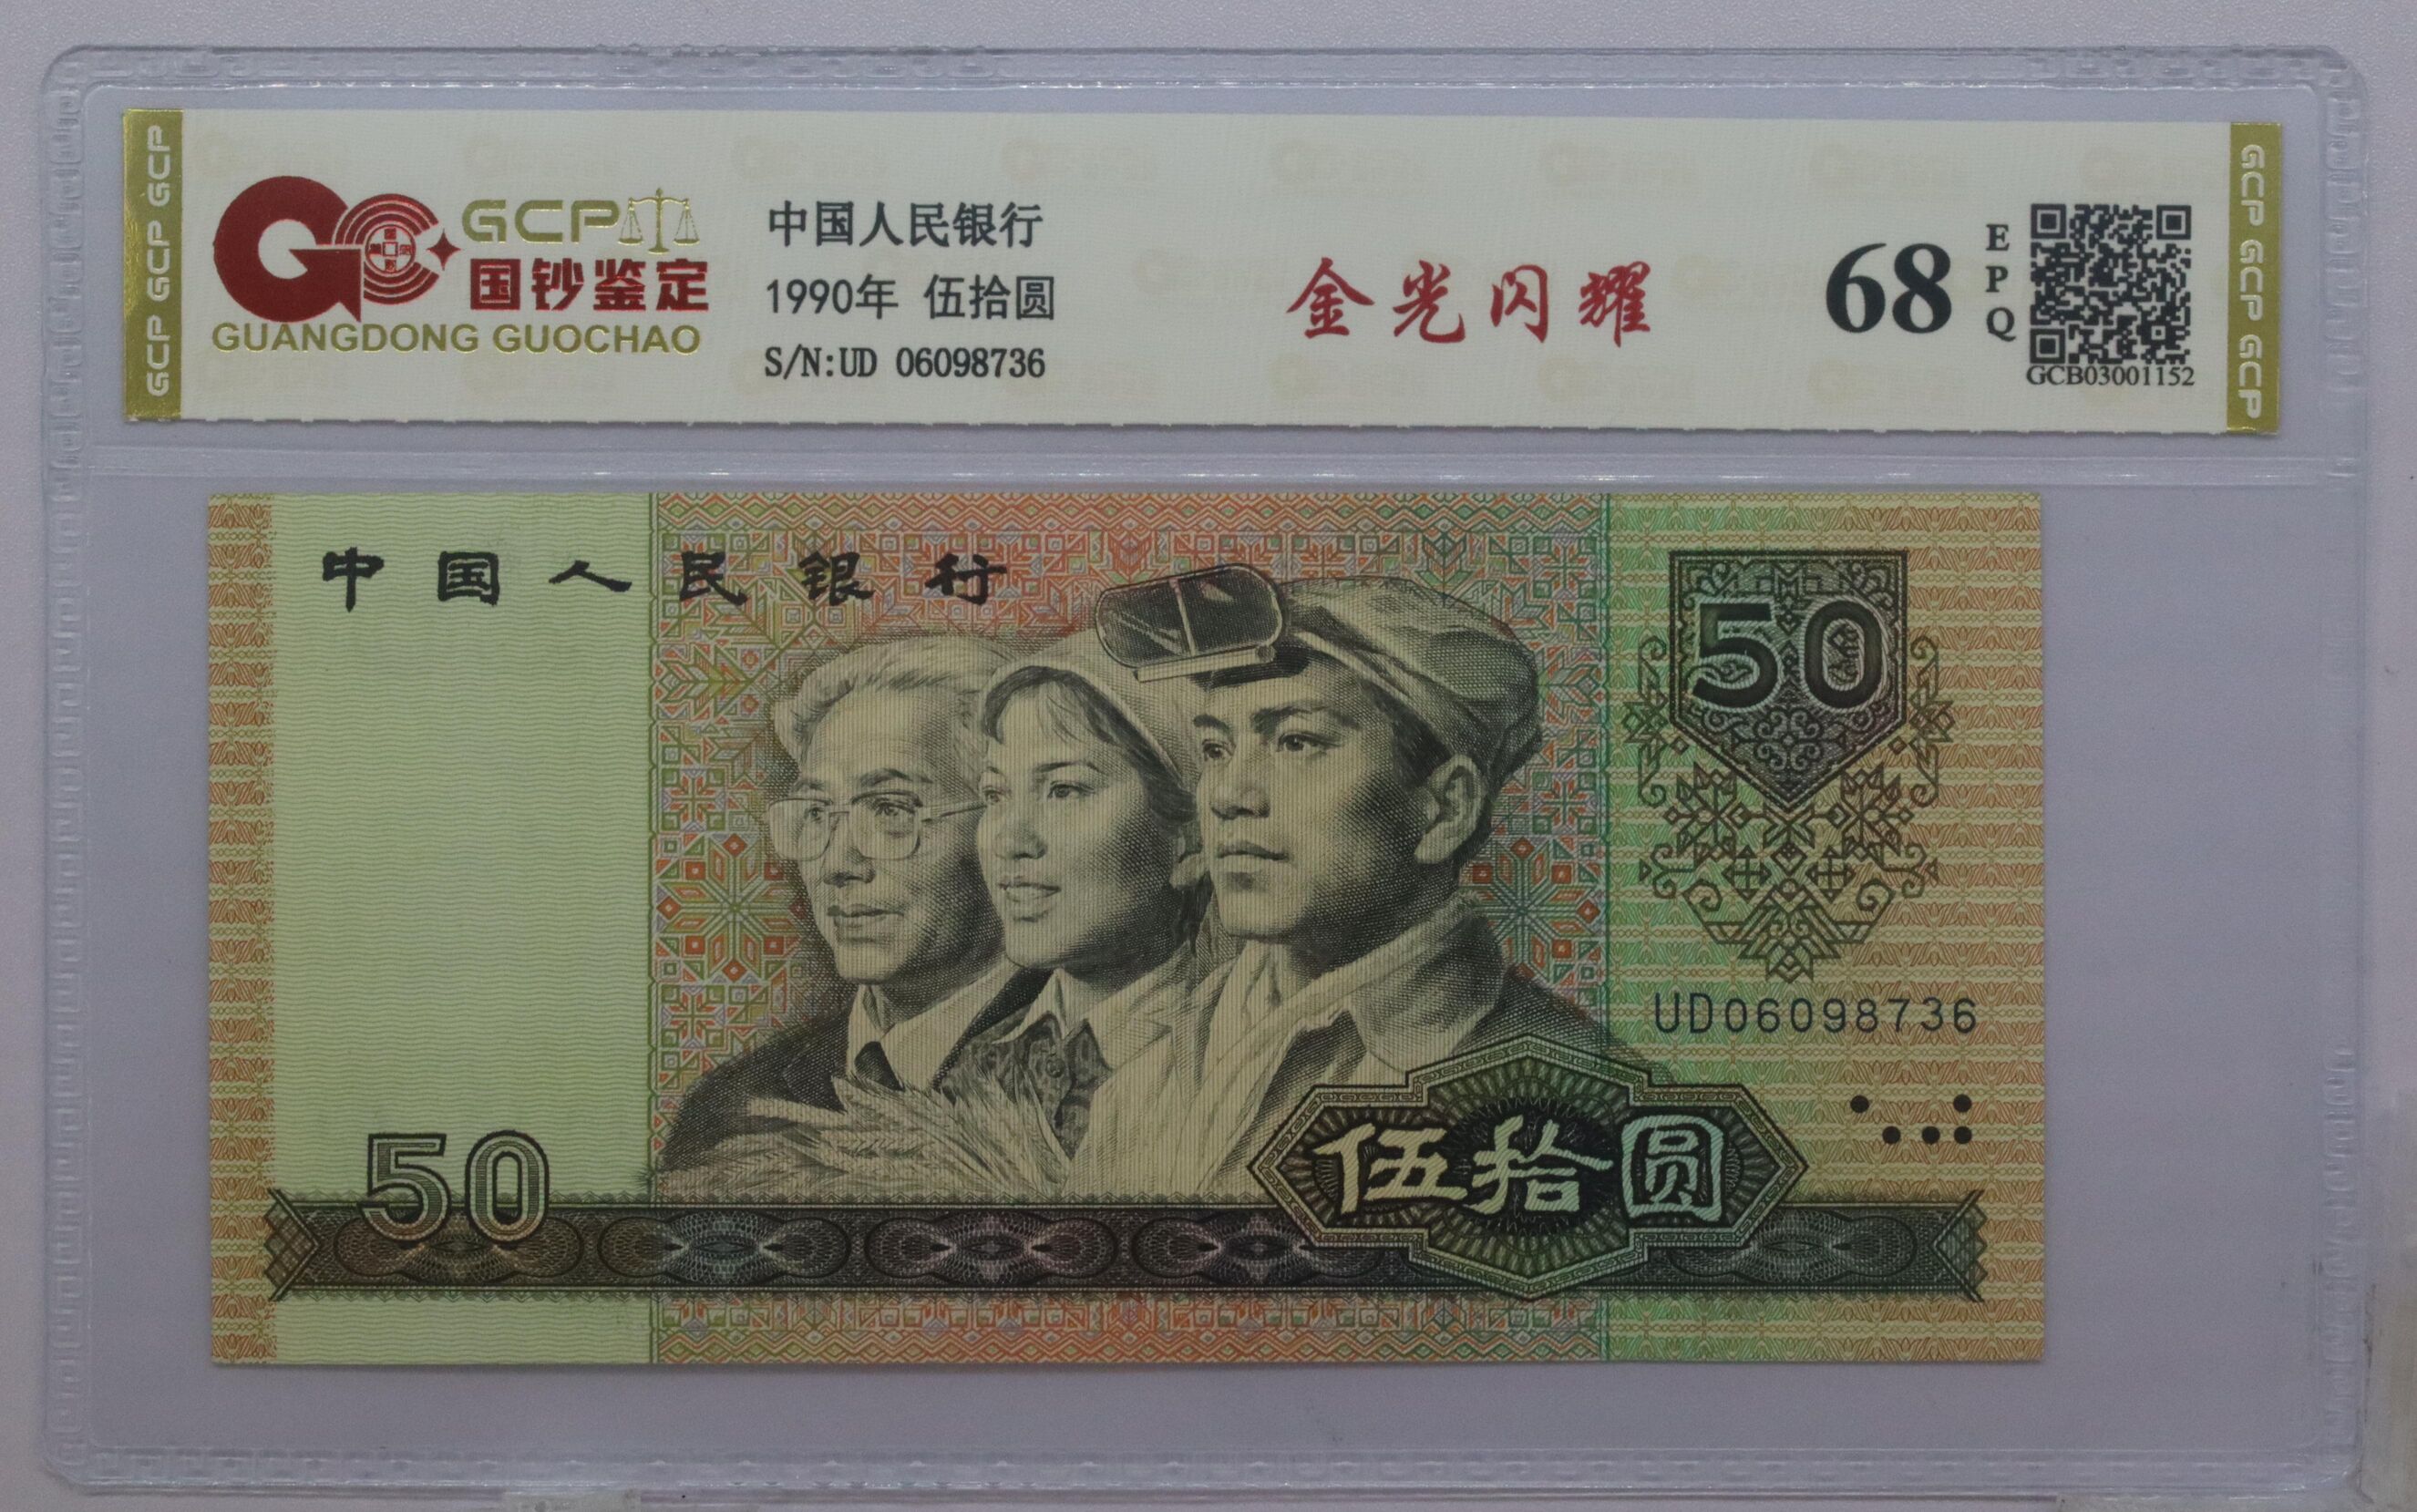 GCP GCP GCP
GCP
国钞鉴定
GUANGDONG GUOCHAO
中国人民银行
1990年 伍拾圆
S/N:UD 06098736
金光闪耀
68
EPQ
GCB03001152
GCP GCP GCP
中国人民银行
50
UD06098736
50
伍拾圆